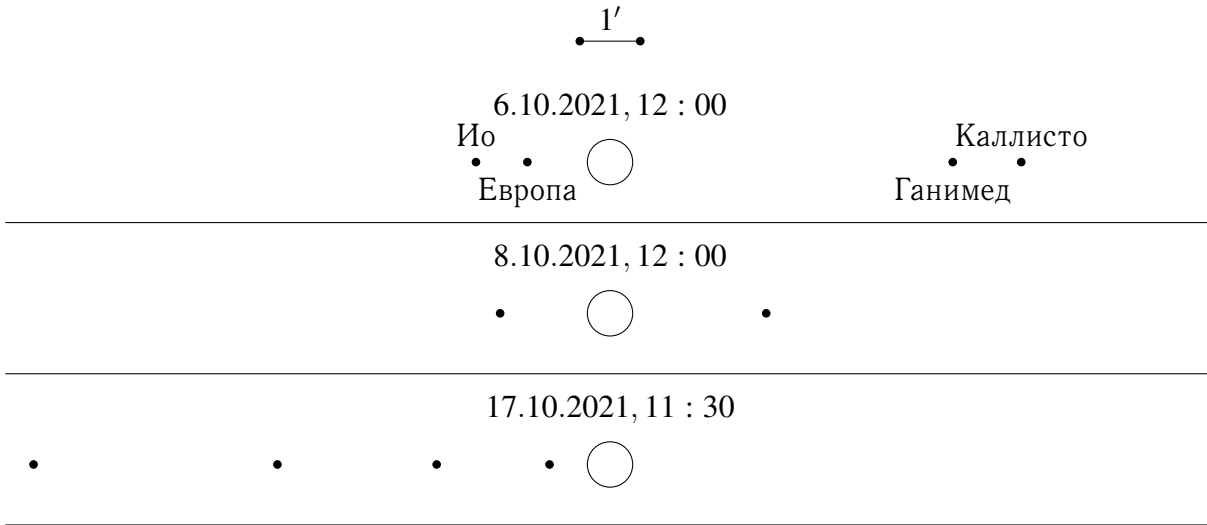 1′
6.10.2021, 12 : 00
Ио Каллисто
Европа Ганимед
8.10.2021, 12 : 00
17.10.2021, 11 : 30